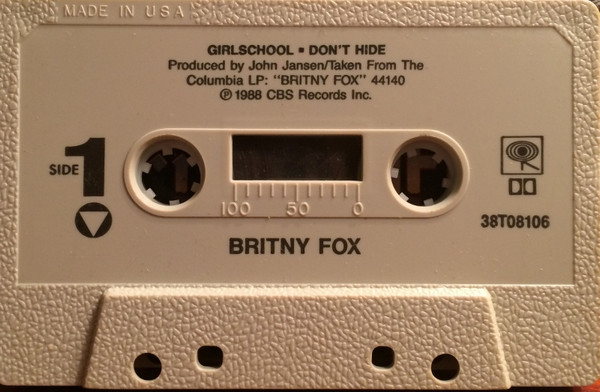 MADE IN USA
GIRLSCHOOL ▪ DON'T HIDE
Produced by John Jansen/Taken From The
Columbia LP: "BRITNY FOX" 44140
℗ 1988 CBS Records Inc.
SIDE 1
100 50 0
38T08106
BRITNY FOX